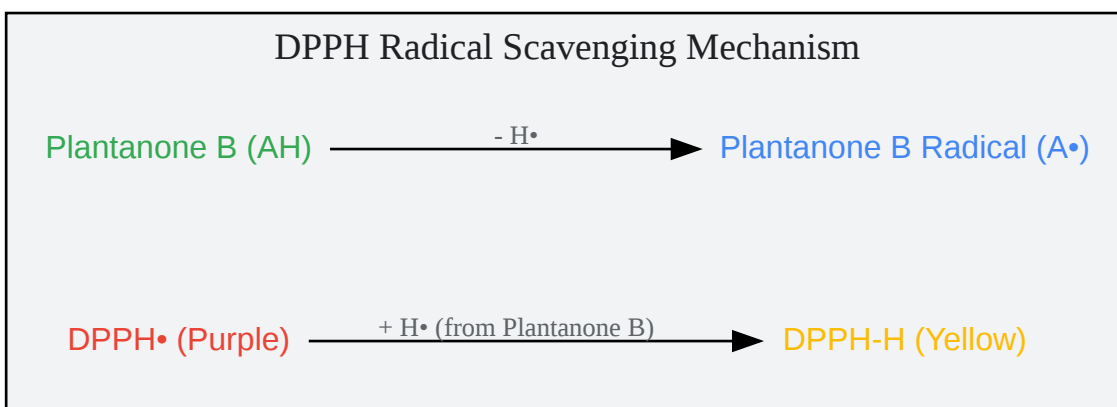 DPPH Radical Scavenging Mechanism
Plantanone B (AH) - H• Plantanone B Radical (A•)
DPPH• (Purple) + H• (from Plantanone B) DPPH-H (Yellow)